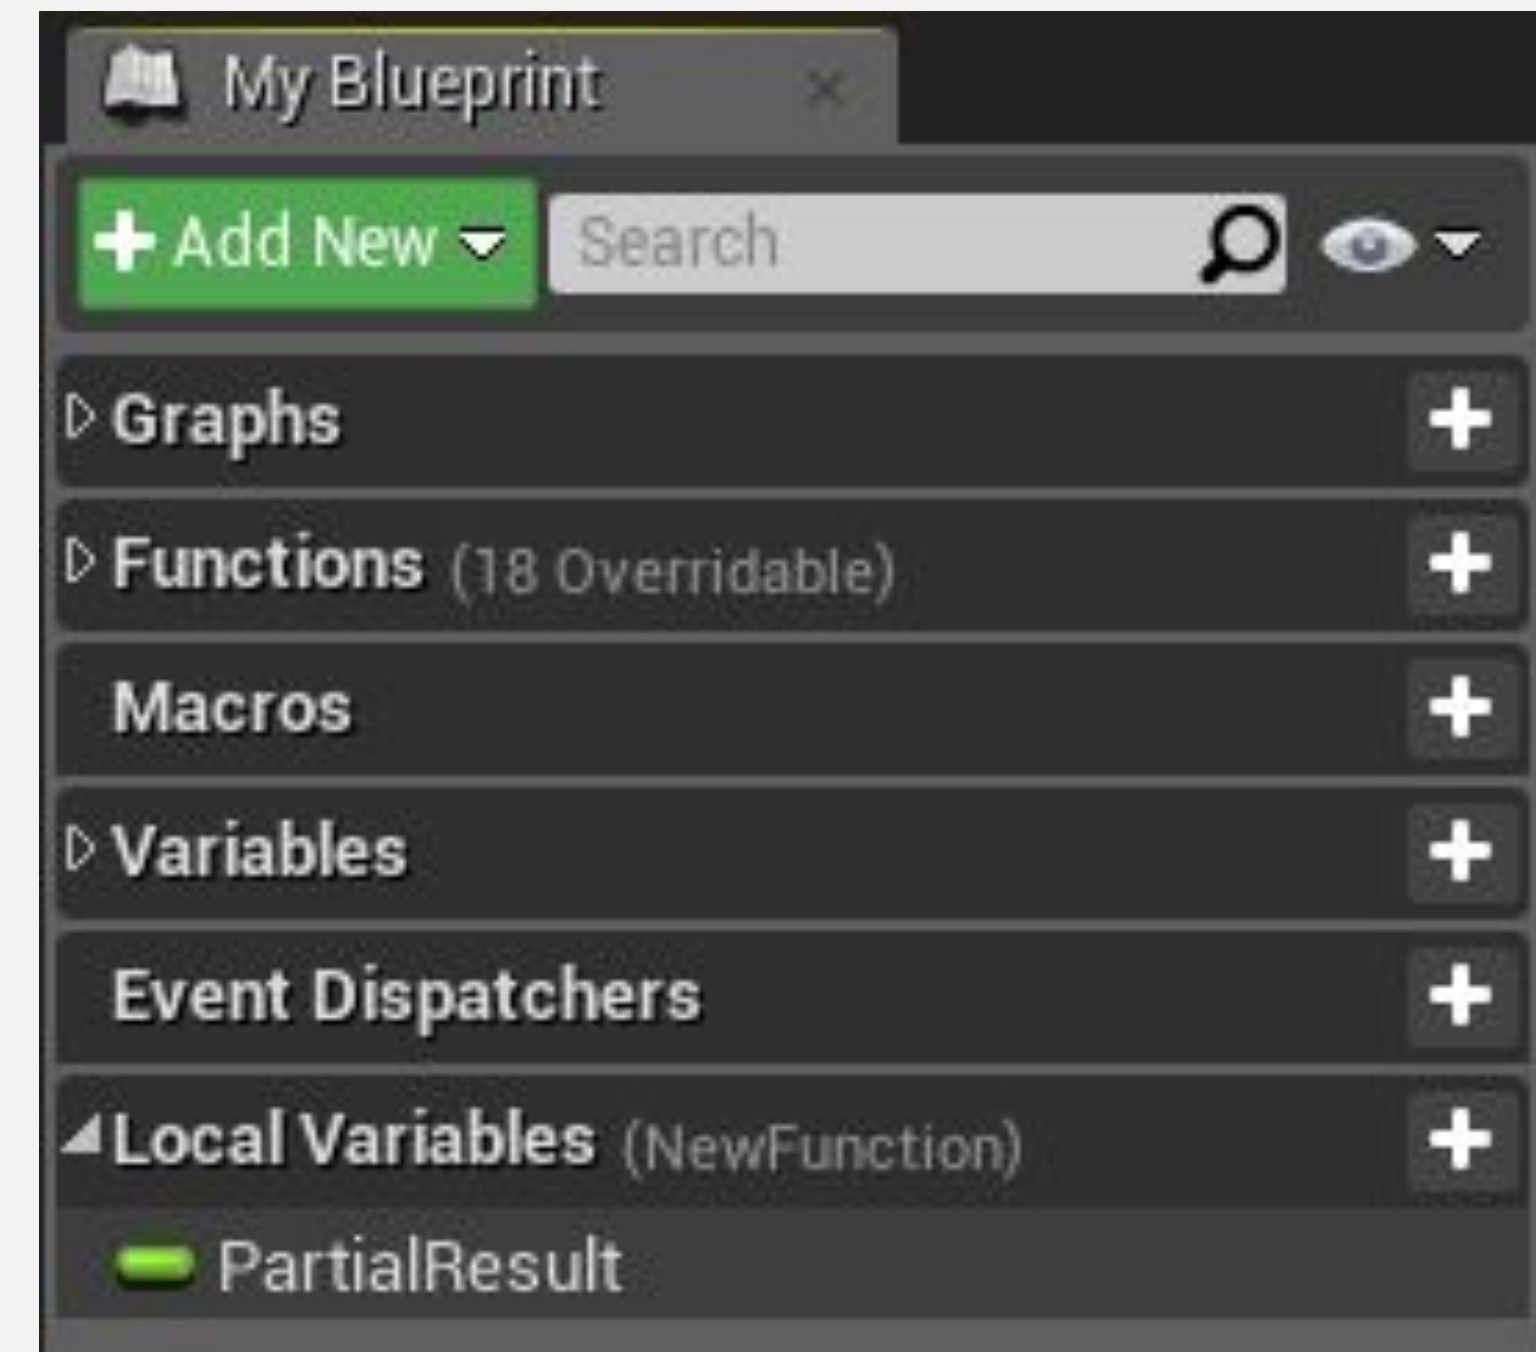 My Blueprint
Add New Search
Graphs
Functions (18 Overridable)
Macros
Variables
Event Dispatchers
Local Variables (NewFunction)
PartialResult